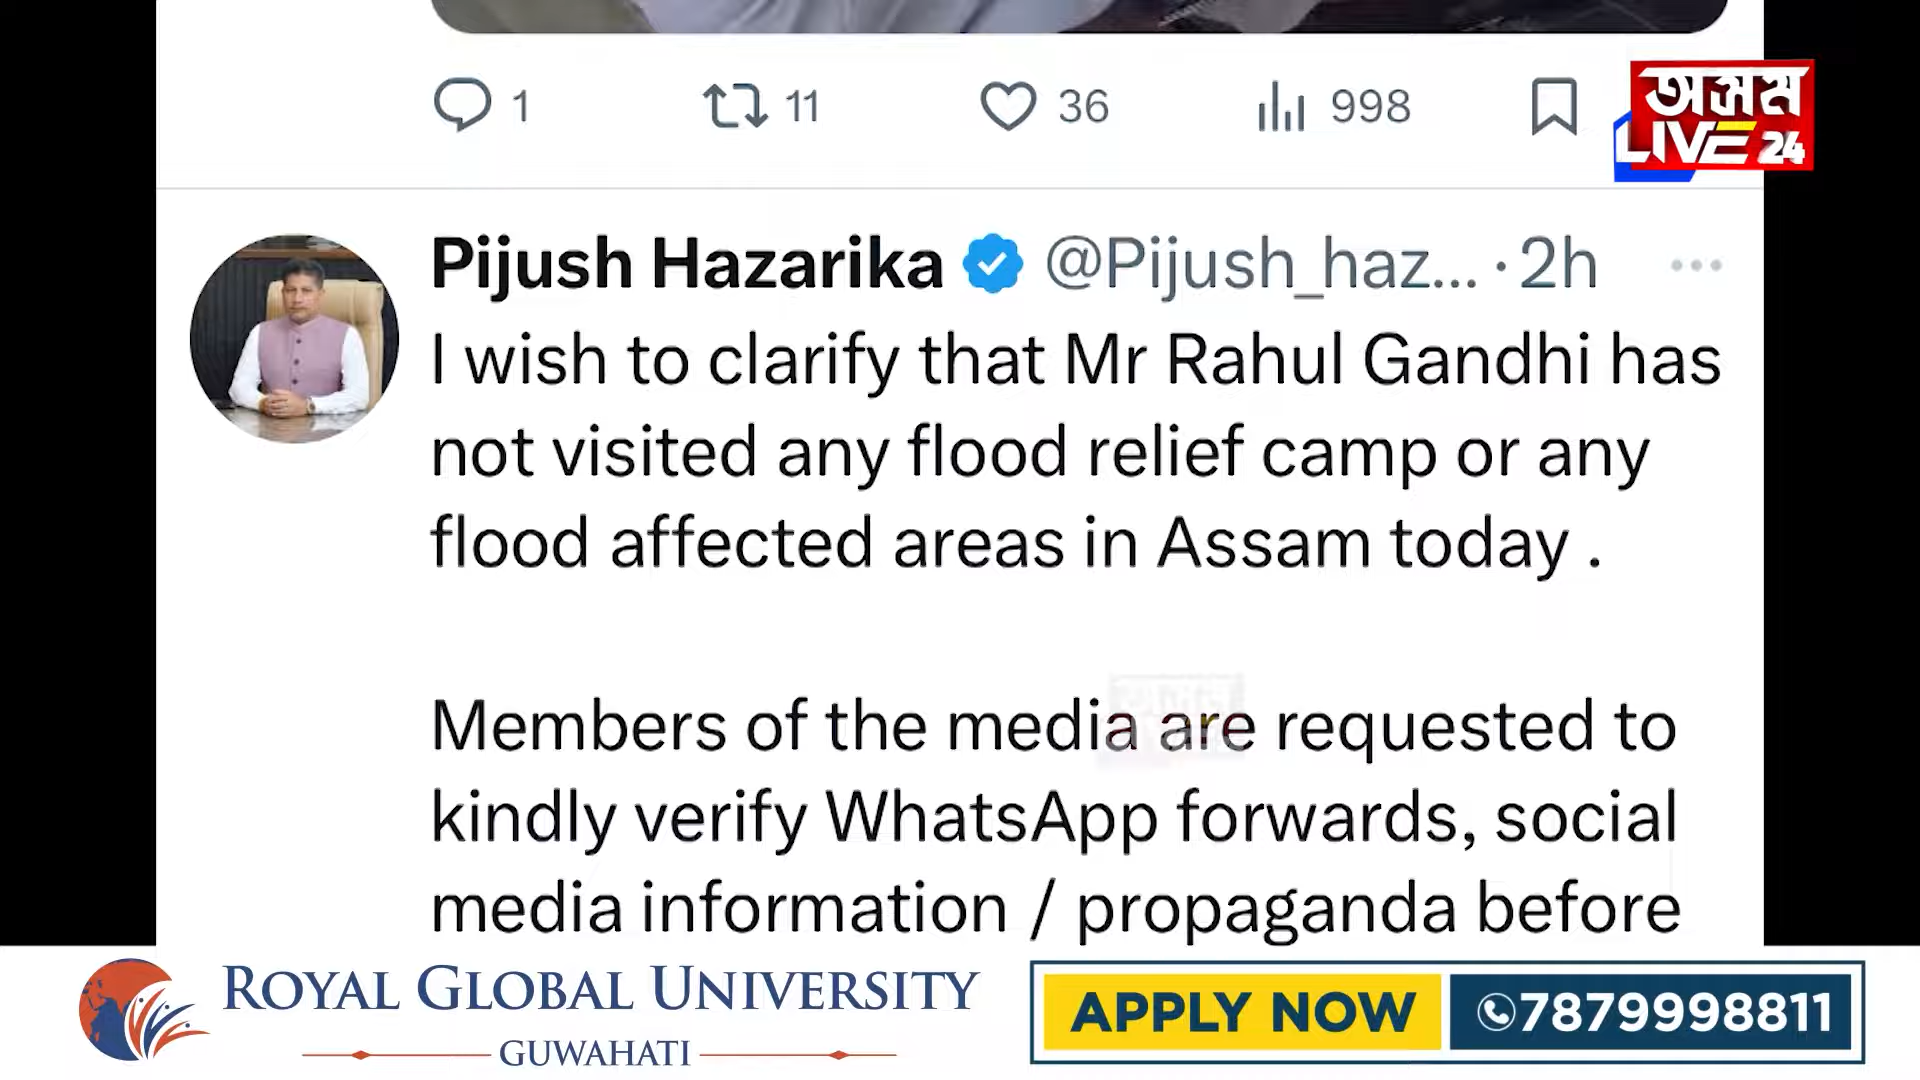 1 11 36 998
অসম
LIVE 24
Pijush Hazarika @Pijush_haz... · 2h
I wish to clarify that Mr Rahul Gandhi has
not visited any flood relief camp or any
flood affected areas in Assam today .
Members of the media are requested to
kindly verify WhatsApp forwards, social
media information / propaganda before
ROYAL GLOBAL UNIVERSITY
GUWAHATI
APPLY NOW 7879998811